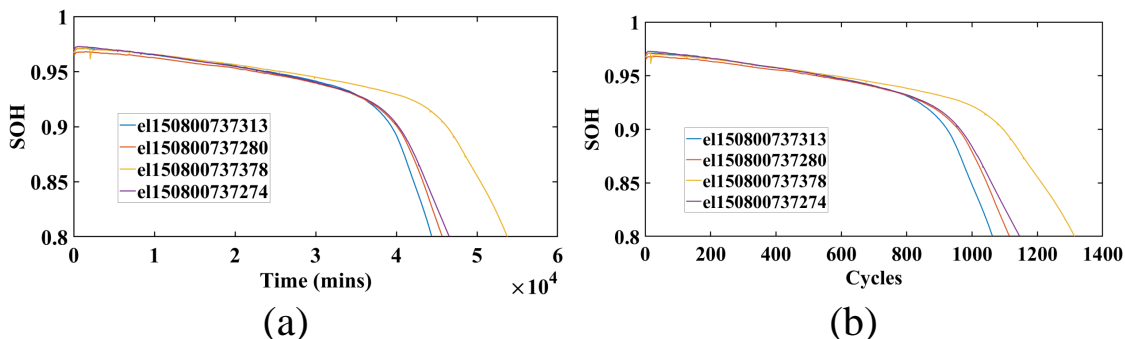 1
0.95
0.9
0.85
0.8
SOH
el150800737313
el150800737280
el150800737378
el150800737274
0 1 2 3 4 5 6
Time (mins)
×10^4
(a)
1
0.95
0.9
0.85
0.8
SOH
el150800737313
el150800737280
el150800737378
el150800737274
0 200 400 600 800 1000 1200 1400
Cycles
(b)